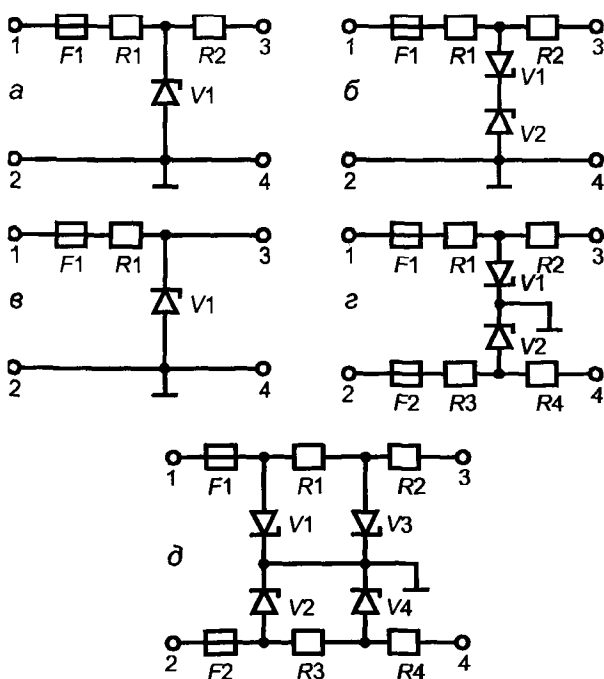 1 F1 R1 R2 3
а V1
2 4
1 F1 R1 R2 3
б V1
V2
2 4
1 F1 R1 3
в V1
2 4
1 F1 R1 R2 3
V1
г V2
2 F2 R3 R4 4
1 F1 R1 R2 3
V1 V3
д
V2 V4
2 F2 R3 R4 4